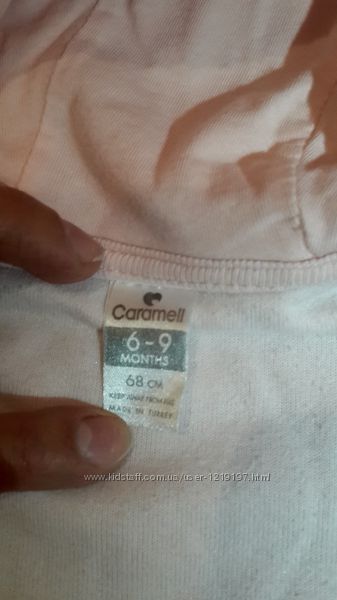 Caramell
6-9
MONTHS
68 CM
KEEP AWAY FROM FIRE
MADE IN TURKEY
www.kidstaff.com.ua/user-1218197.html